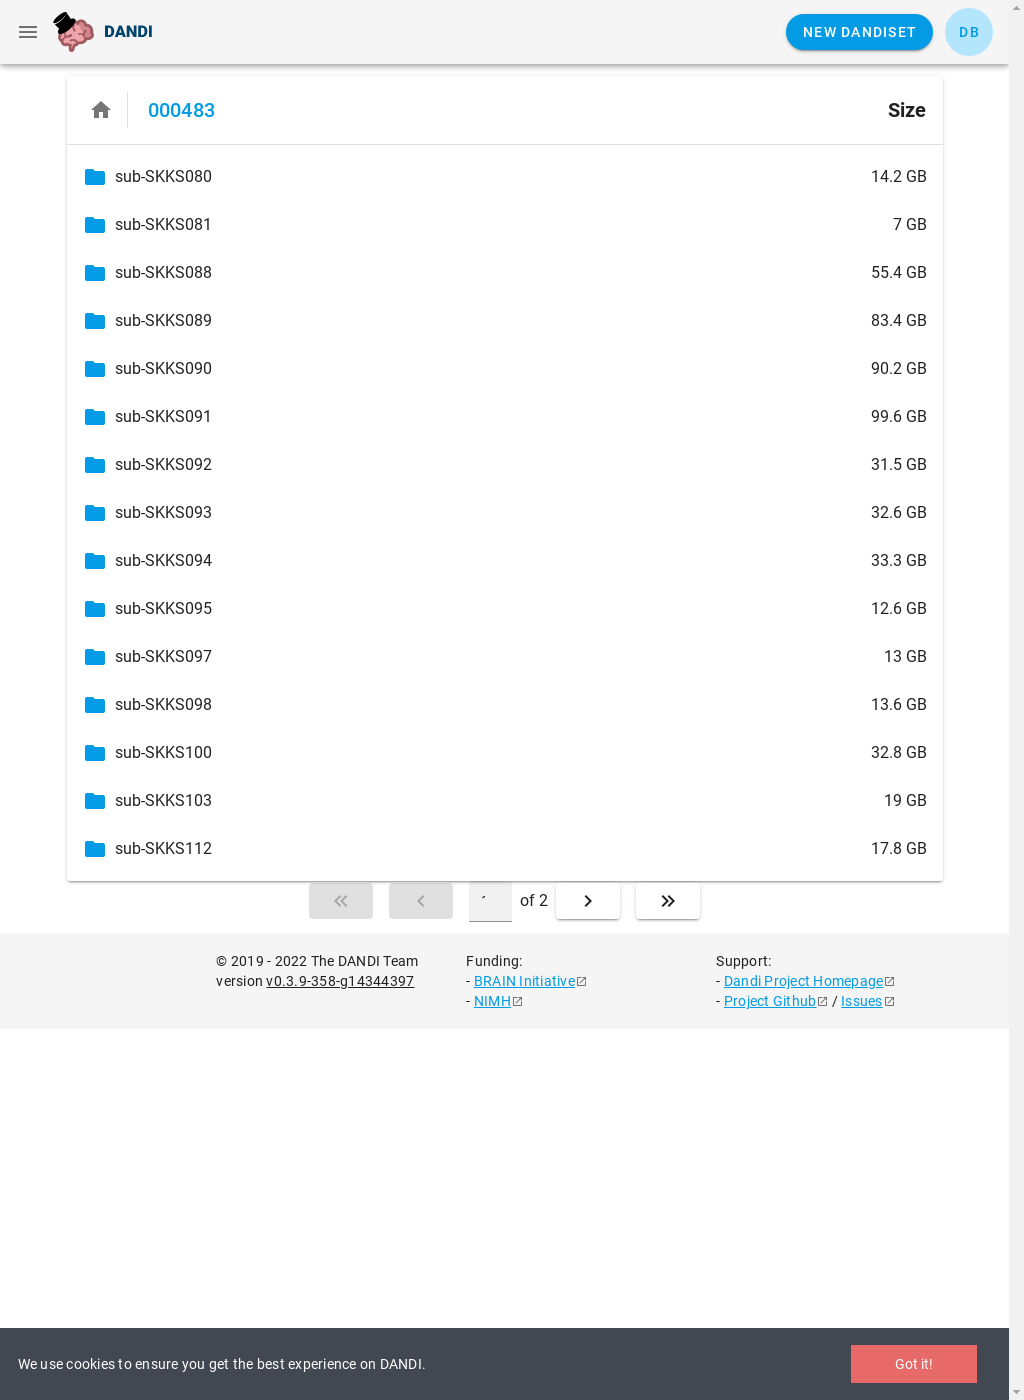 DANDI
NEW DANDISET
DB
000483
Size
sub-SKKS080 14.2 GB
sub-SKKS081 7 GB
sub-SKKS088 55.4 GB
sub-SKKS089 83.4 GB
sub-SKKS090 90.2 GB
sub-SKKS091 99.6 GB
sub-SKKS092 31.5 GB
sub-SKKS093 32.6 GB
sub-SKKS094 33.3 GB
sub-SKKS095 12.6 GB
sub-SKKS097 13 GB
sub-SKKS098 13.6 GB
sub-SKKS100 32.8 GB
sub-SKKS103 19 GB
sub-SKKS112 17.8 GB
of 2
© 2019 - 2022 The DANDI Team
version v0.3.9-358-g14344397
Funding:
- BRAIN Initiative
- NIMH
Support:
- Dandi Project Homepage
- Project Github / Issues
We use cookies to ensure you get the best experience on DANDI.
Got it!